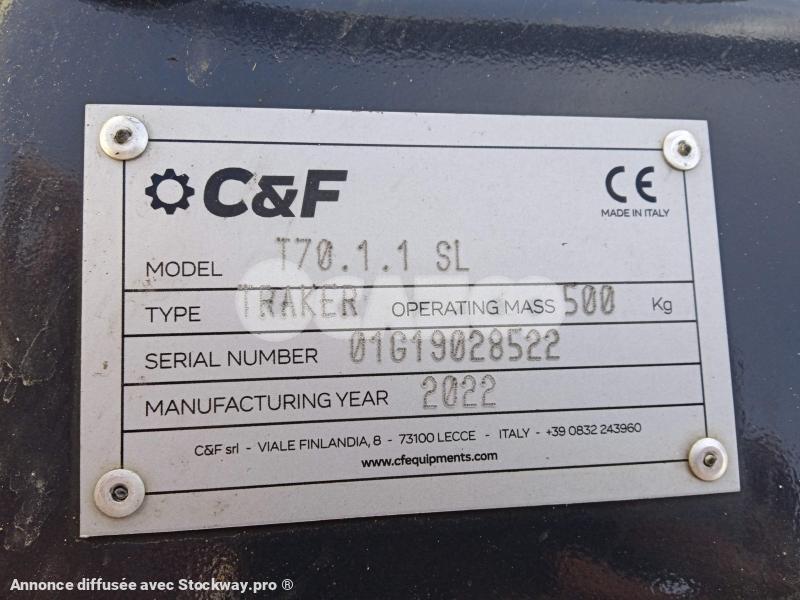 C&F
CE
MADE IN ITALY
MODEL T70.1.1 SL
TYPE TRAKER OPERATING MASS 500 Kg
SERIAL NUMBER 01G19028522
MANUFACTURING YEAR 2022
C&F srl - VIALE FINLANDIA, 8 - 73100 LECCE - ITALY - +39 0832 243960
www.cfequipments.com
Annonce diffusée avec Stockway.pro ®